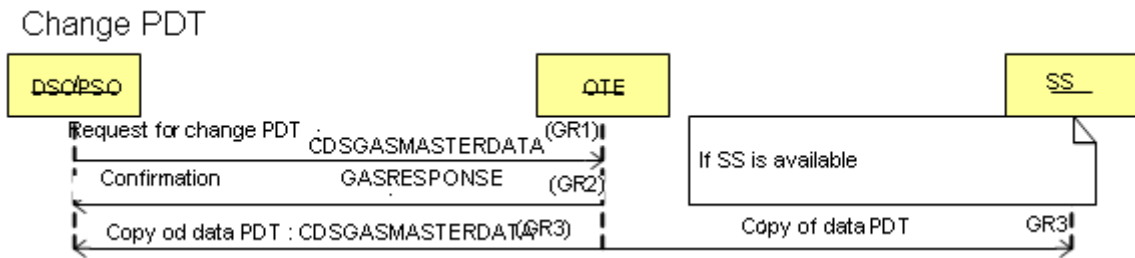 Change PDT
DSO/PSO
OTE
SS
Request for change PDT : CDSGASMASTERDATA (GR1)
If SS is available
Confirmation : GASRESPONSE (GR2)
Copy od data PDT : CDSGASMASTERDATA (GR3)
Copy of data PDT GR3